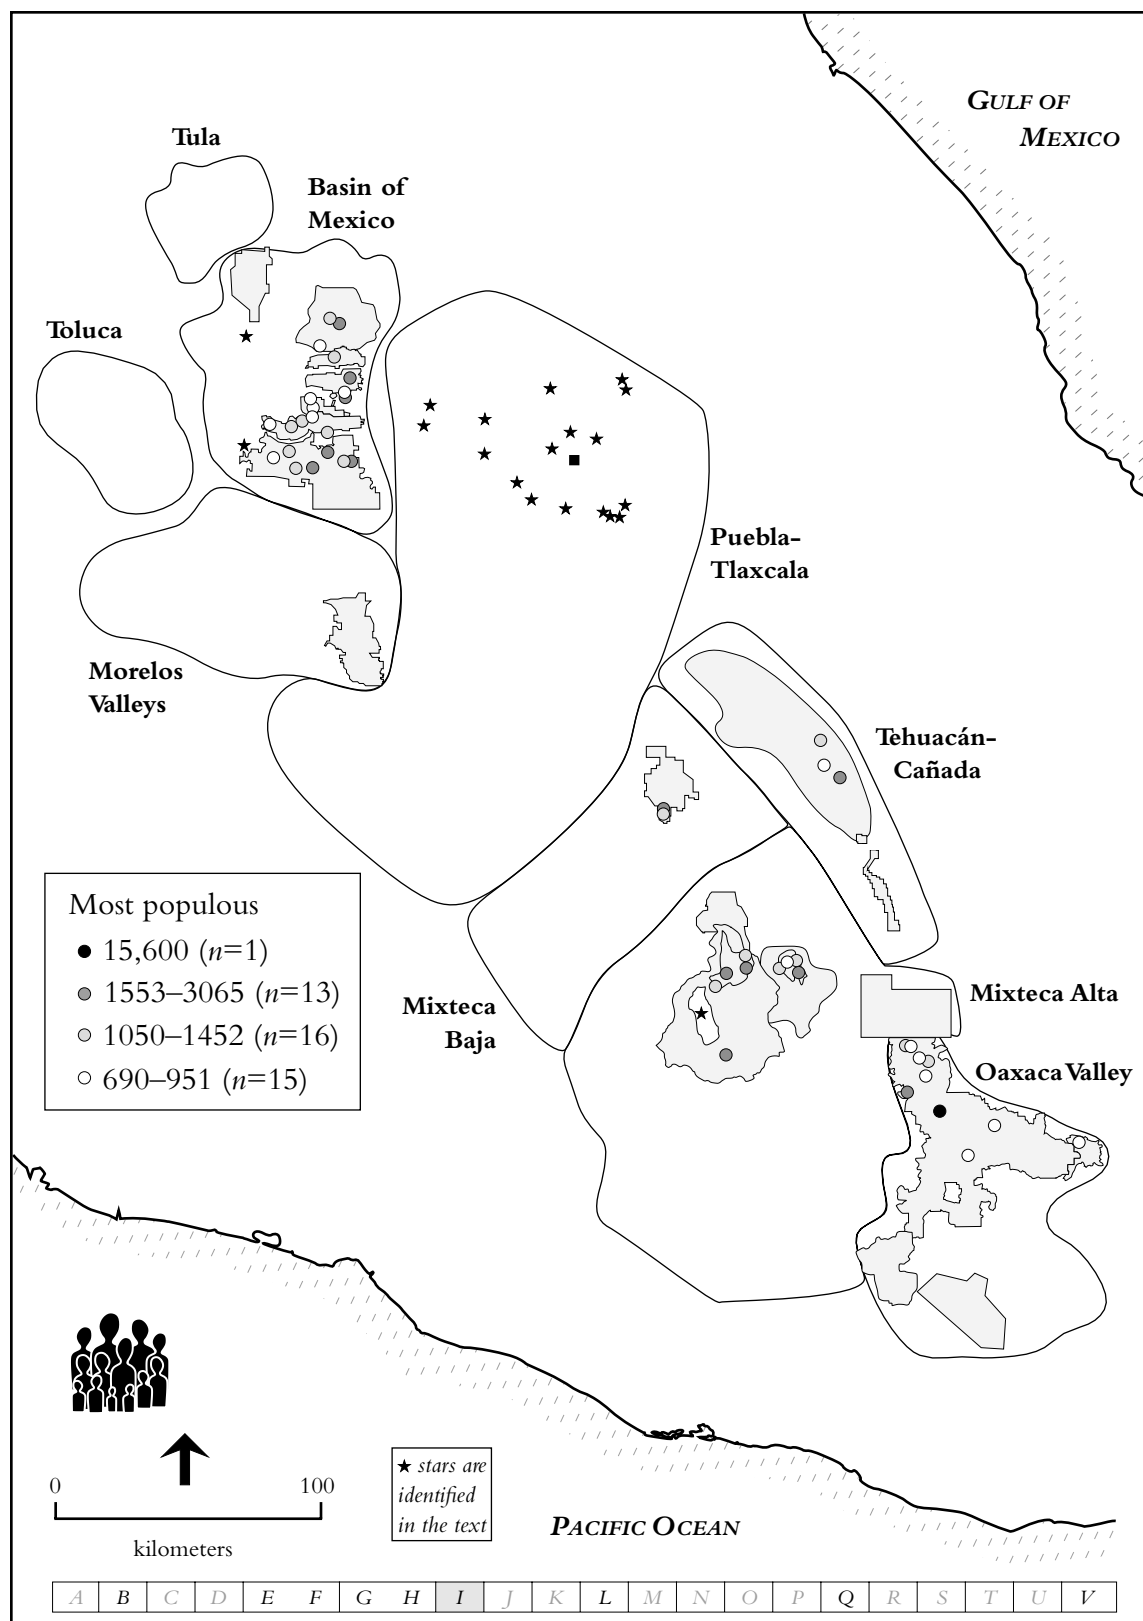 GULF OF
MEXICO
Tula
Basin of
Mexico
Toluca
Puebla-
Tlaxcala
Morelos
Valleys
Tehuacán-
Cañada
Most populous
15,600 (n=1)
1553–3065 (n=13)
1050–1452 (n=16)
690–951 (n=15)
Mixteca
Baja
Mixteca Alta
Oaxaca Valley
0 100
kilometers
★ stars are
identified
in the text
PACIFIC OCEAN
A B C D E F G H I J K L M N O P Q R S T U V